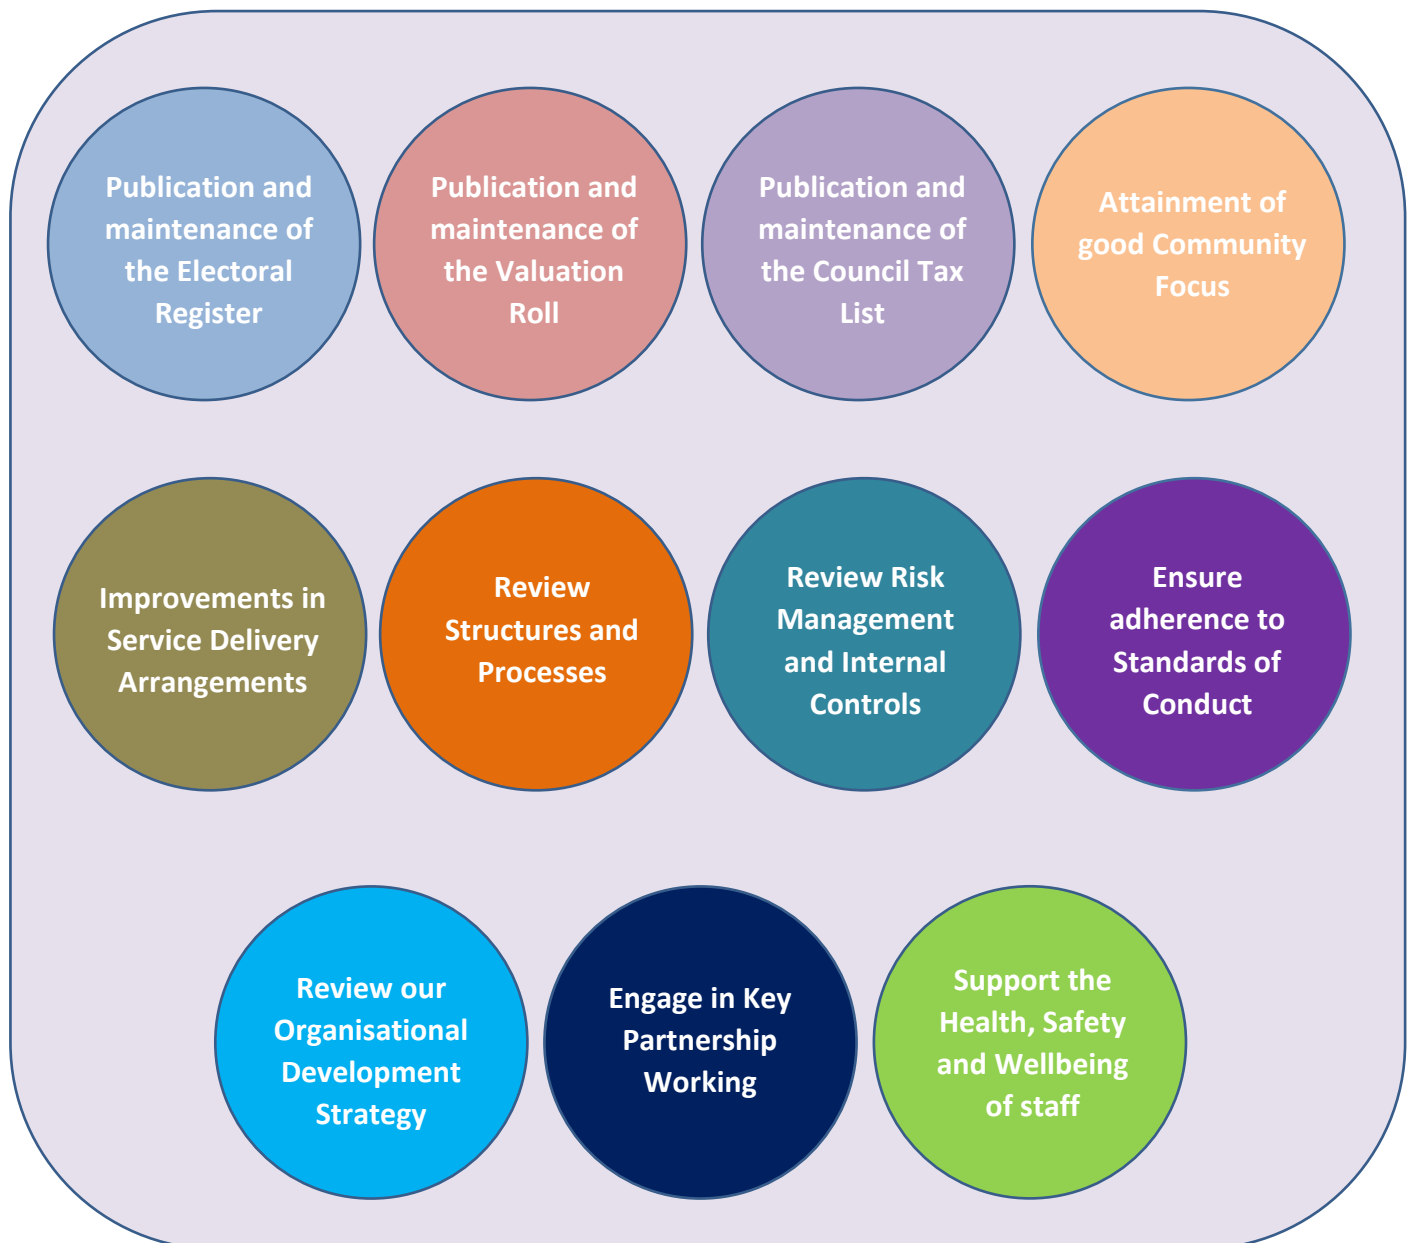 Publication and
maintenance of
the Electoral
Register
Publication and
maintenance of
the Valuation
Roll
Publication and
maintenance of
the Council Tax
List
Attainment of
good Community
Focus
Improvements in
Service Delivery
Arrangements
Review
Structures and
Processes
Review Risk
Management
and Internal
Controls
Ensure
adherence to
Standards of
Conduct
Review our
Organisational
Development
Strategy
Engage in Key
Partnership
Working
Support the
Health, Safety
and Wellbeing
of staff